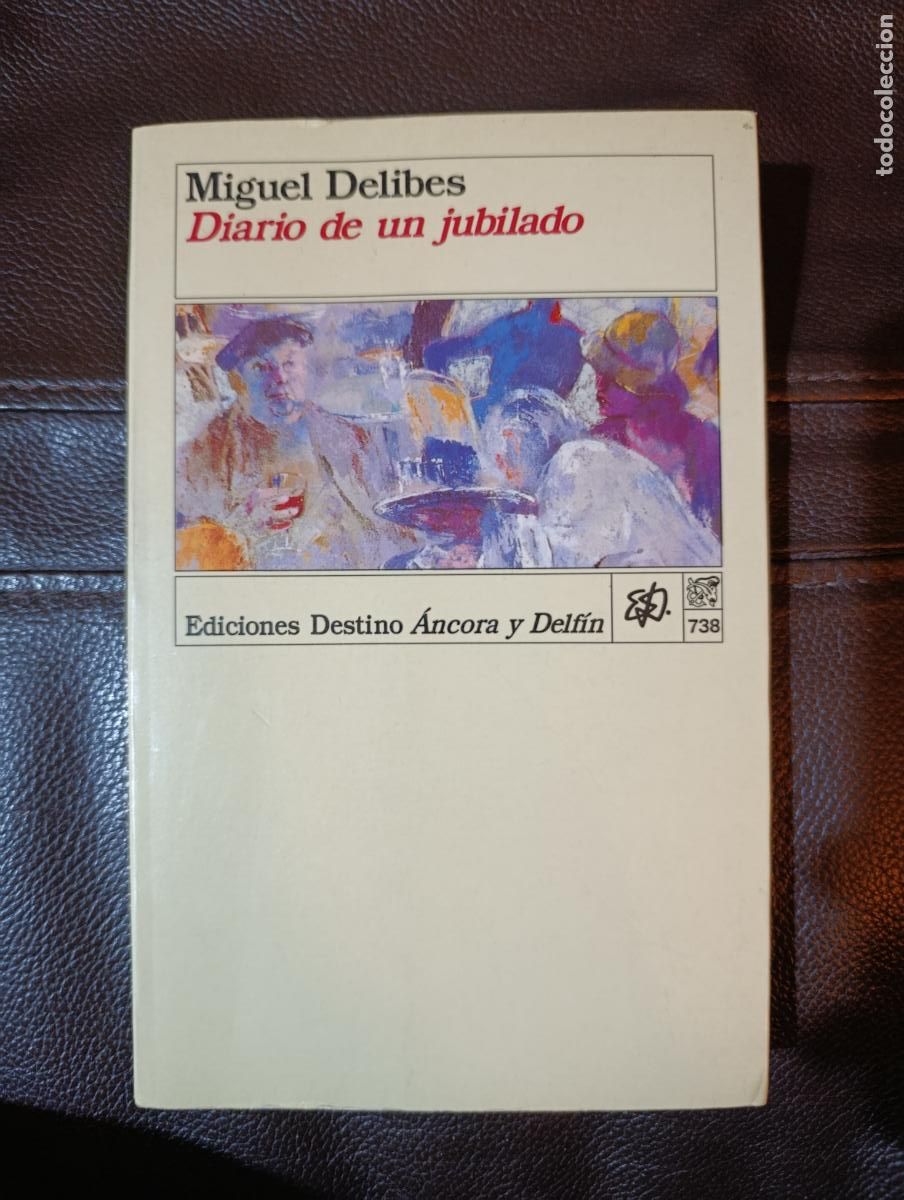 Miguel Delibes
Diario de un jubilado
Ediciones Destino Áncora y Delfín
738
todocoleccion